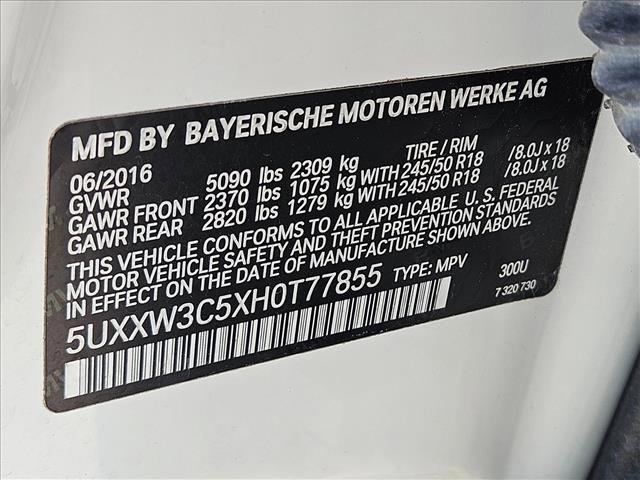 MFD BY BAYERISCHE MOTOREN WERKE AG
06/2016 TIRE / RIM
GVWR 5090 lbs 2309 kg
GAWR FRONT 2370 lbs 1075 kg WITH 245/50 R18 /8.0J x 18
GAWR REAR 2820 lbs 1279 kg WITH 245/50 R18 /8.0J x 18
THIS VEHICLE CONFORMS TO ALL APPLICABLE U.S. FEDERAL
MOTOR VEHICLE SAFETY AND THEFT PREVENTION STANDARDS
IN EFFECT ON THE DATE OF MANUFACTURE SHOWN ABOVE.
5UXXW3C5XH0T77855 TYPE: MPV 300U
7 320 730